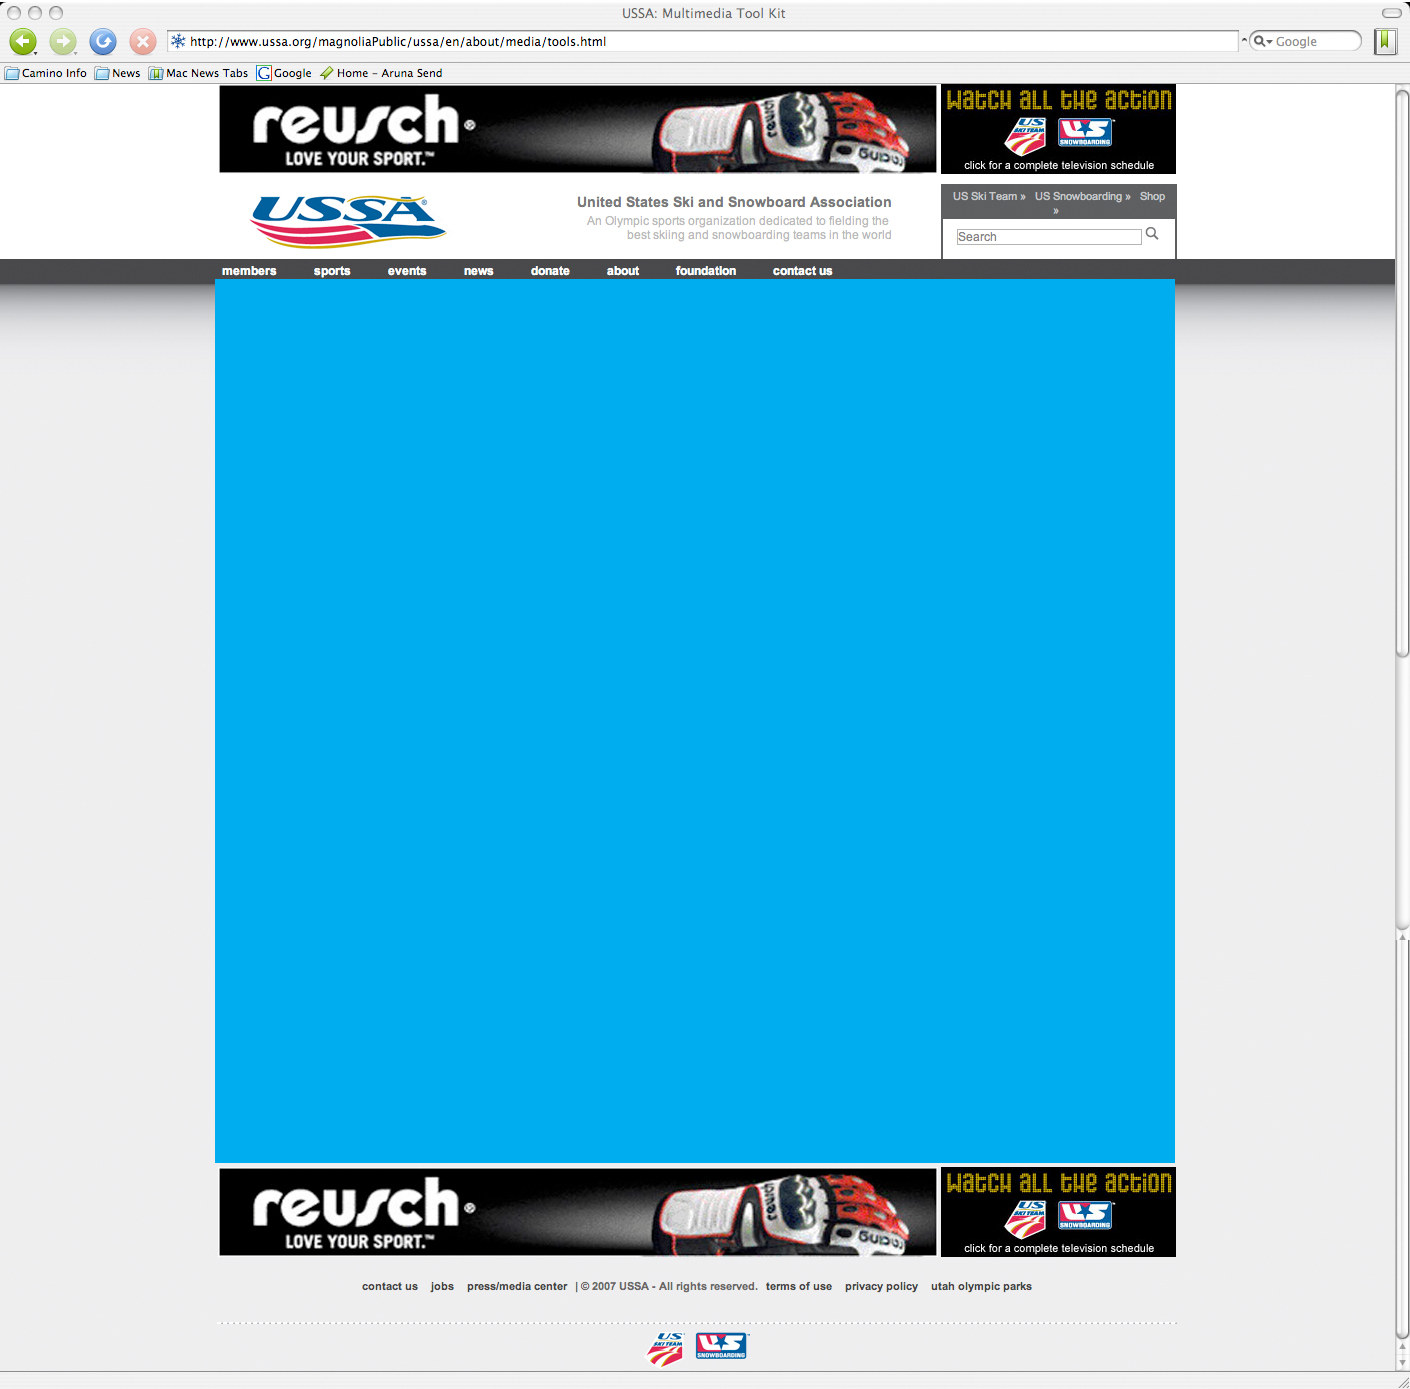 USSA: Multimedia Tool Kit
http://www.ussa.org/magnoliaPublic/ussa/en/about/media/tools.html
Google
Camino Info News Mac News Tabs Google Home – Aruna Send
reusch®
LOVE YOUR SPORT.™
reusch
watch all the action
US SKI TEAM
US SNOWBOARDING
click for a complete television schedule
USSA®
United States Ski and Snowboard Association
An Olympic sports organization dedicated to fielding the
best skiing and snowboarding teams in the world
US Ski Team » US Snowboarding » Shop
»
Search
members sports events news donate about foundation contact us
reusch®
LOVE YOUR SPORT.™
reusch
watch all the action
US SKI TEAM
US SNOWBOARDING
click for a complete television schedule
contact us jobs press/media center | © 2007 USSA - All rights reserved. terms of use privacy policy utah olympic parks
US SKI TEAM
US SNOWBOARDING